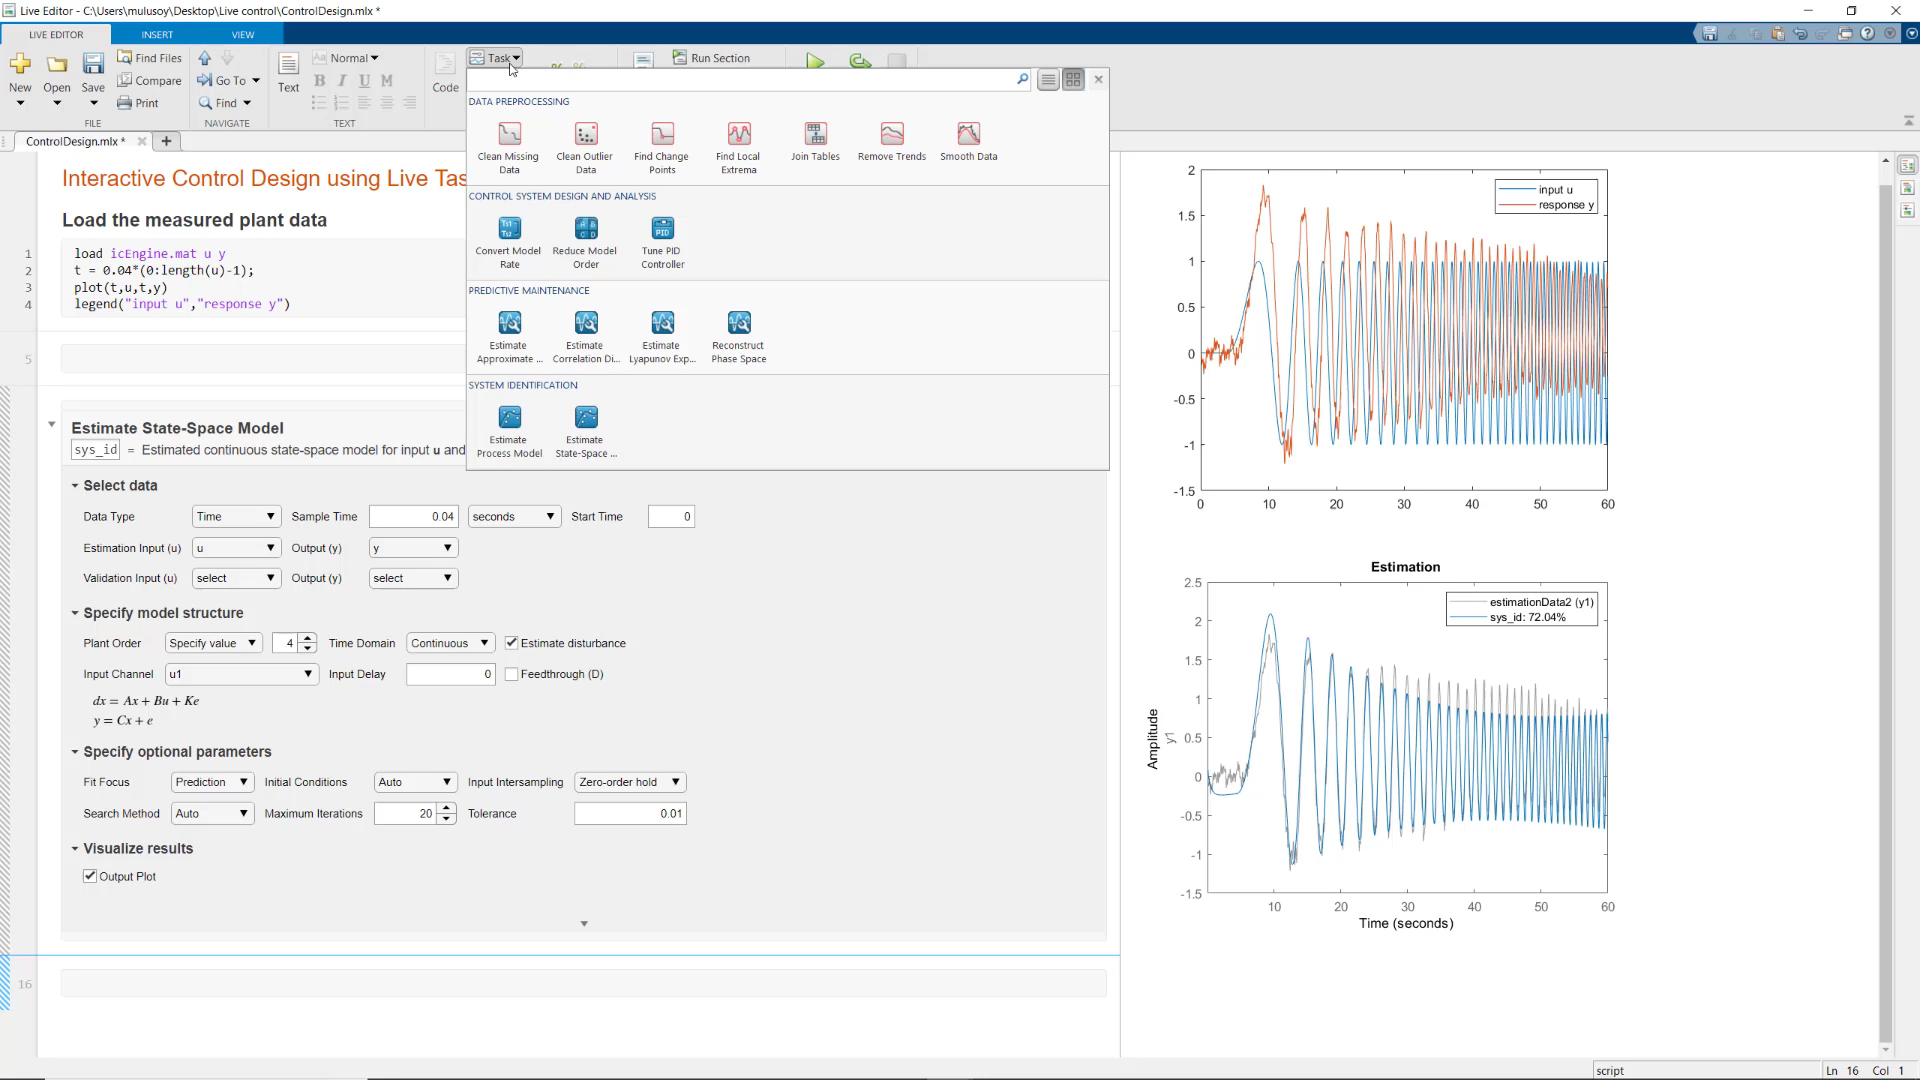 Live Editor - C:\Users\mulusoy\Desktop\Live control\ControlDesign.mlx *
LIVE EDITOR INSERT VIEW
New Open Save Find Files Compare Print
FILE
Go To Find
NAVIGATE
Text Normal B I U M
TEXT
Code Task Run Section
ControlDesign.mlx *
Interactive Control Design using Live Tas
Load the measured plant data
1 load icEngine.mat u y
2 t = 0.04*(0:length(u)-1);
3 plot(t,u,t,y)
4 legend("input u","response y")
5
DATA PREPROCESSING
Clean Missing Data
Clean Outlier Data
Find Change Points
Find Local Extrema
Join Tables
Remove Trends
Smooth Data
CONTROL SYSTEM DESIGN AND ANALYSIS
Convert Model Rate
Reduce Model Order
Tune PID Controller
PREDICTIVE MAINTENANCE
Estimate Approximate ...
Estimate Correlation Di...
Estimate Lyapunov Exp...
Reconstruct Phase Space
SYSTEM IDENTIFICATION
Estimate Process Model
Estimate State-Space ...
Estimate State-Space Model
sys_id = Estimated continuous state-space model for input u and
Select data
Data Type Time Sample Time 0.04 seconds Start Time 0
Estimation Input (u) u Output (y) y
Validation Input (u) select Output (y) select
Specify model structure
Plant Order Specify value 4 Time Domain Continuous Estimate disturbance
Input Channel u1 Input Delay 0 Feedthrough (D)
dx = Ax + Bu + Ke
y = Cx + e
Specify optional parameters
Fit Focus Prediction Initial Conditions Auto Input Intersampling Zero-order hold
Search Method Auto Maximum Iterations 20 Tolerance 0.01
Visualize results
Output Plot
16
2
1.5
1
0.5
0
-0.5
-1
-1.5
0 10 20 30 40 50 60
input u
response y
Estimation
2.5
2
1.5
1
0.5
0
-0.5
-1
-1.5
10 20 30 40 50 60
Time (seconds)
Amplitude
y1
estimationData2 (y1)
sys_id: 72.04%
script Ln 16 Col 1